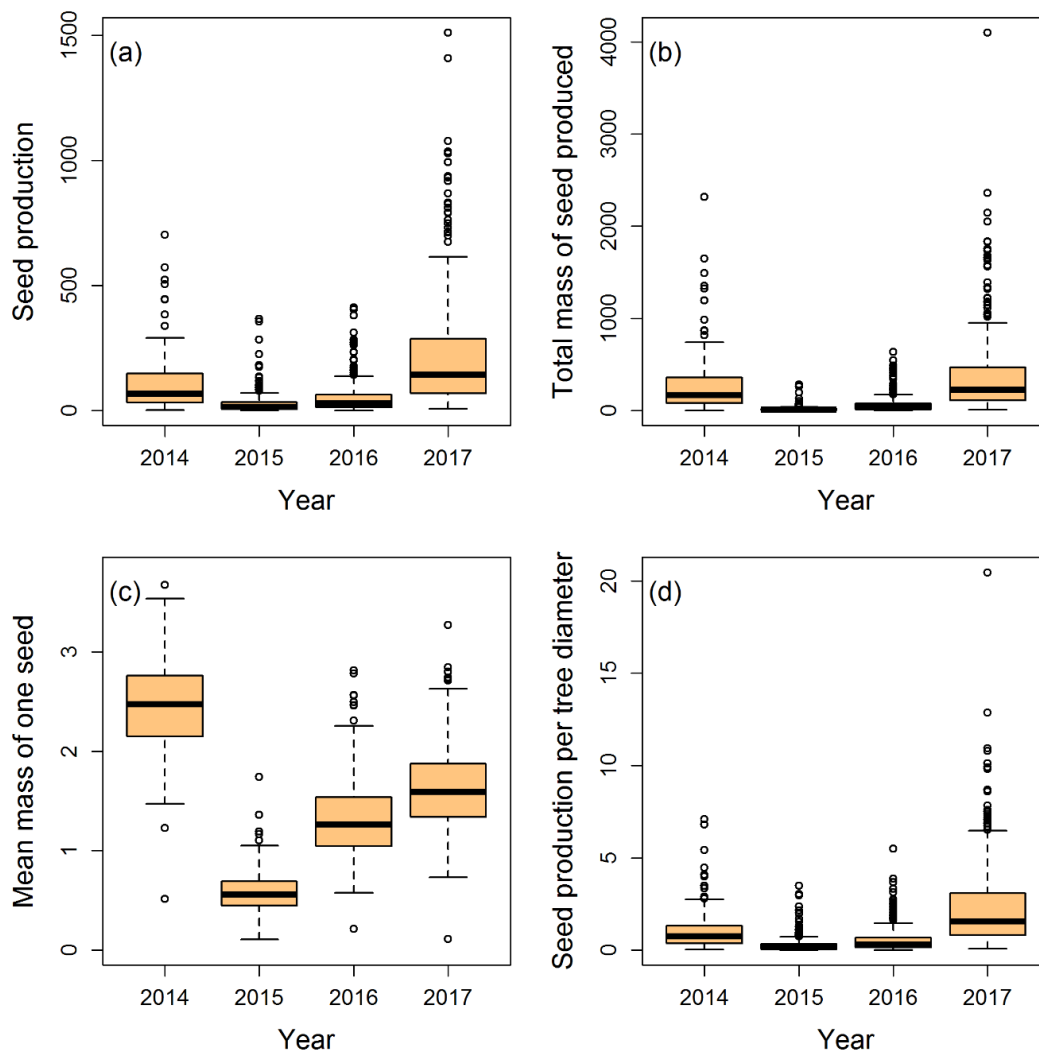 (a)
Seed production
0
500
1000
1500
2014 2015 2016 2017
Year
(b)
Total mass of seed produced
0
1000
2000
3000
4000
2014 2015 2016 2017
Year
(c)
Mean mass of one seed
0
1
2
3
2014 2015 2016 2017
Year
(d)
Seed production per tree diameter
0
5
10
15
20
2014 2015 2016 2017
Year